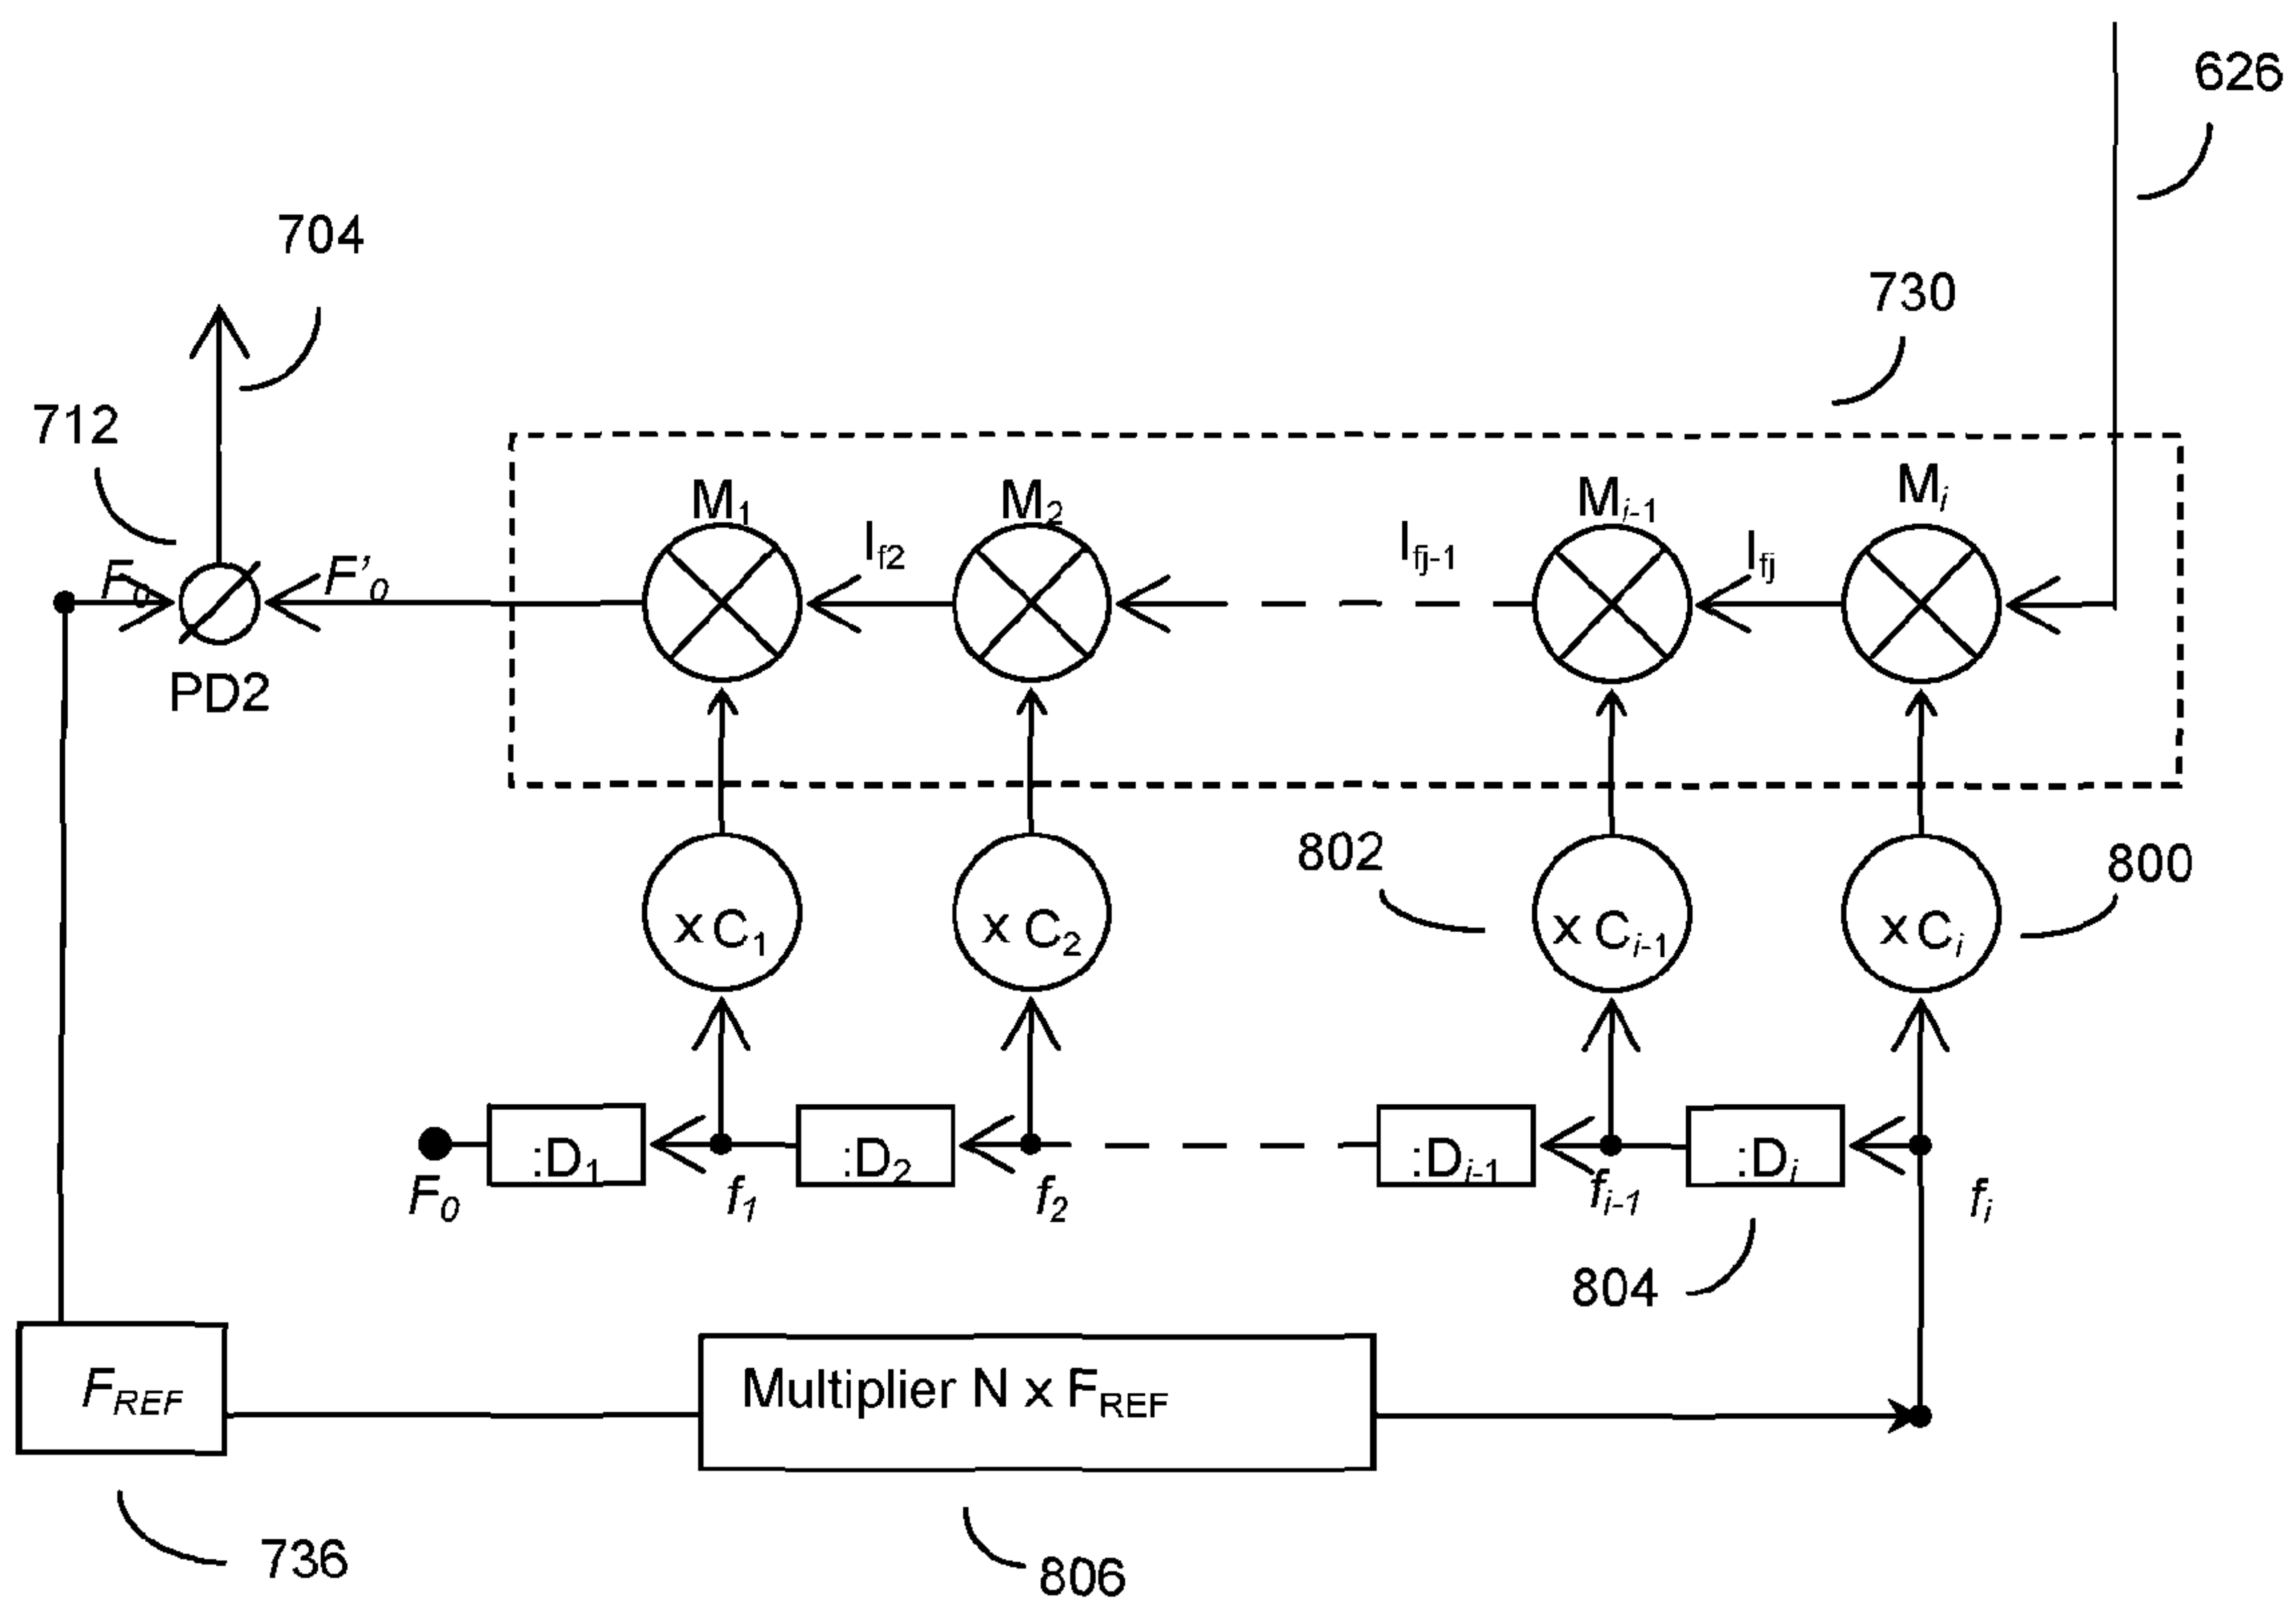 626
704
730
712
M1
M2
Mi-1
Mi
If2
Ifj-1
Ifj
F0
F'0
PD2
802
800
x C1
x C2
x Ci-1
x Ci
:D1
:D2
:Di-1
:Di
F0
f1
f2
fi-1
fi
804
FREF
Multiplier N x FREF
736
806